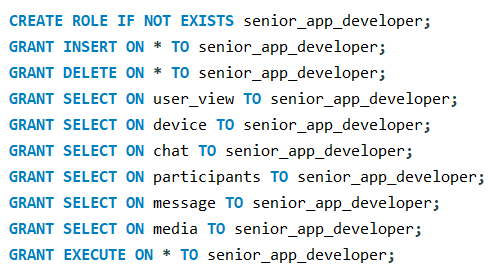 CREATE ROLE IF NOT EXISTS senior_app_developer;
GRANT INSERT ON * TO senior_app_developer;
GRANT DELETE ON * TO senior_app_developer;
GRANT SELECT ON user_view TO senior_app_developer;
GRANT SELECT ON device TO senior_app_developer;
GRANT SELECT ON chat TO senior_app_developer;
GRANT SELECT ON participants TO senior_app_developer;
GRANT SELECT ON message TO senior_app_developer;
GRANT SELECT ON media TO senior_app_developer;
GRANT EXECUTE ON * TO senior_app_developer;